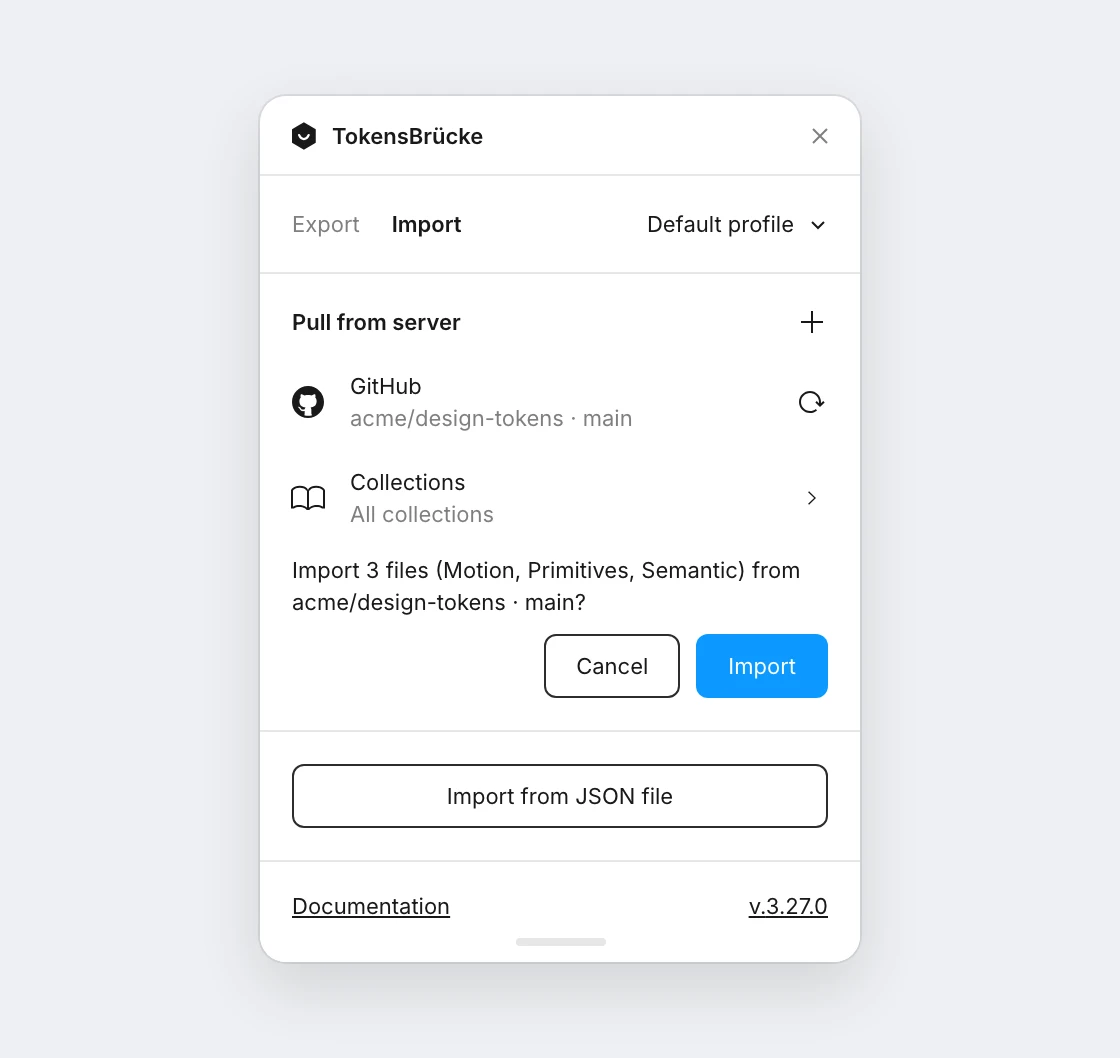 TokensBrücke
Export Import Default profile
Pull from server
GitHub
acme/design-tokens · main
Collections
All collections
Import 3 files (Motion, Primitives, Semantic) from
acme/design-tokens · main?
Cancel Import
Import from JSON file
Documentation v.3.27.0